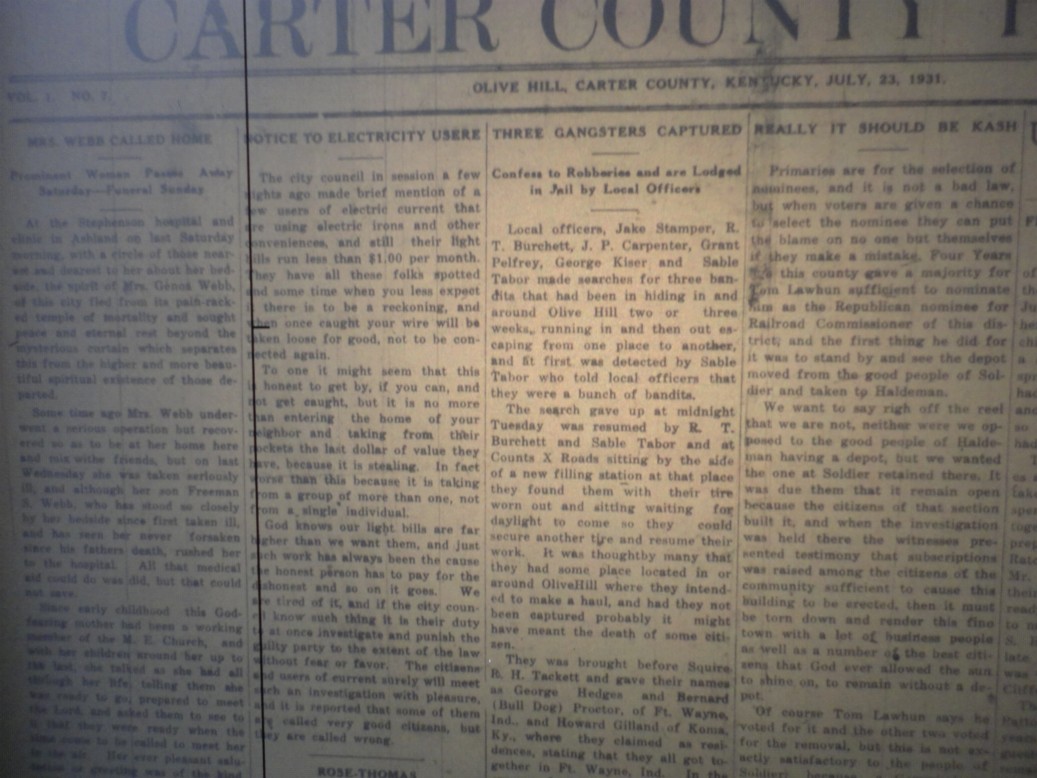 CARTER COUNTY
OLIVE HILL, CARTER COUNTY, KENTUCKY, JULY, 23, 1931.
VOL. 1. NO. 7.
MRS. WEBB CALLED HOME
Prominent Woman Passes Away
Saturday—Funeral Sunday
At the Stephenson hospital and
clinic in Ashland on last Saturday
morning, with a circle of those near-
est and dearest to her about her bed-
side, the spirit of Mrs. Genoa Webb,
of this city fled from its pain-rack-
ed temple of mortality and sought
peace and eternal rest beyond the
mysterious curtain which separates
this from the higher and more beau-
tiful spiritual existence of those de-
parted.
Some time ago Mrs. Webb under-
went a serious operation but recov-
ered so as to be at her home here
and mix withe friends, but on last
Wednesday she was taken seriously
ill, and although her son Freeman
S. Webb, who has stood so closely
by her bedside since first taken ill,
and has seen her never forsaken
since his fathers death, rushed her
to the hospital. All that medical
aid could do was did, but that could
not save.
Since early childhood this God-
fearing mother had been a working
member of the M. E. Church, and
with her children around her up to
the last, she talked as she had all
through her life, telling them she
was ready to go, prepared to meet
the Lord, and asked them to see to
it that they were ready when the
time come to be called to meet her
in the air. Her ever pleasant salu-
tation or greeting was of the kind
NOTICE TO ELECTRICITY USERE
The city council in session a few
ights ago made brief mention of a
ew users of electric current that
re using electric irons and other
conveniences, and still their light
ills run less than $1.00 per month.
They have all these folks spotted
nd some time when you less expect
there is to be a reckoning, and
when once caught your wire will be
taken loose for good, not to be con-
nected again.
To one it might seem that this
honest to get by, if you can, and
not get caught, but it is no more
than entering the home of your
neighbor and taking from their
pockets the last dollar of value they
have, because it is stealing. In fact
worse than this because it is taking
from a group of more than one, not
from a single individual.
God knows our light bills are far
higher than we want them, and just
such work has always been the cause
he honest person has to pay for the
dishonest and so on it goes. We
are tired of it, and if the city coun-
know such thing it is their duty
to at once investigate and punish the
guilty party to the extent of the law
without fear or favor. The citizens
and users of current surely will meet
such an investigation with pleasure,
and it is reported that some of them
are called very good citizens, but
they are called wrong.
ROSE-THOMAS
THREE GANGSTERS CAPTURED
Confess to Robberies and are Lodged
in Jail by Local Officers
Local officers, Jake Stamper, R.
T. Burchett, J. P. Carpenter, Grant
Pelfrey, George Kiser and Sable
Tabor made searches for three ban-
dits that had been in hiding in and
around Olive Hill two or three
weeks, running in and then out es-
caping from one place to another,
and fit first was detected by Sable
Tabor who told local officers that
they were a bunch of bandits.
The search gave up at midnight
Tuesday was resumed by R. T.
Burchett and Sable Tabor and at
Counts X Roads sitting by the side
of a new filling station at that place
they found them with their tire
worn out and sitting waiting for
daylight to come so they could
secure another tire and resume their
work. It was thoughtby many that
they had some place located in or
around OliveHill where they intend-
ed to make a haul, and had they not
been captured probably it might
have meant the death of some citi-
sen.
They was brought before Squire
R. H. Tackett and gave their names
as George Hedges and Bernard
(Bull Dog) Proctor, of Ft. Wayne,
Ind., and Howard Gilland of Koma,
Ky., where they claimed as resi-
dences, stating that they all got to-
gether in Ft. Wayne, Ind. In the
REALLY IT SHOULD BE KASH
Primaries are for the selection of
nominees, and it is not a bad law,
but when voters are given a chance
to select the nominee they can put
the blame on no one but themselves
if they make a mistake. Four Years
this county gave a majority for
Tom Lawhun sufficient to nominate
him as the Republican nominee for
Railroad Commissioner of this dis-
trict; and the first thing he did for
it was to stand by and see the depot
moved from the good people of Sol-
dier and taken to Haldeman.
We want to say righ off the reel
that we are not, neither were we op-
posed to the good people of Halde-
man having a depot, but we wanted
the one at Soldier retained there. It
was due them that it remain open
because the citizens of that section
built it, and when the investigation
was held there the witnesses pre-
sented testimony that subscriptions
was raised among the citizens of the
community sufficient to cause this
building to be erected, then it must
be torn down and render this fine
town with a lot of business people
as well as a number of the best citi-
sens that God ever allowed the sun
to shine on, to remain without a de-
pot.
Of course Tom Lawhun says he
voted for it and the other two voted
for the removal, but this is not ex-
actly satisfactory to the people of